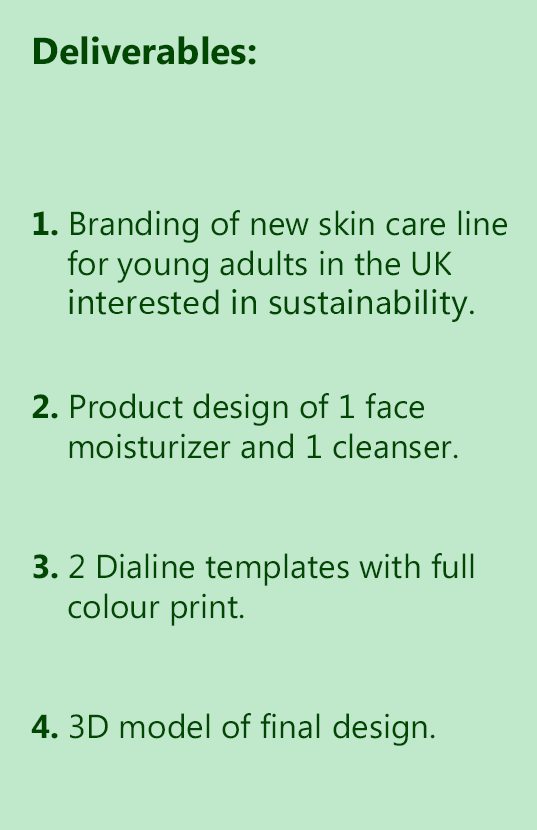 Deliverables:
1. Branding of new skin care line
for young adults in the UK
interested in sustainability.
2. Product design of 1 face
moisturizer and 1 cleanser.
3. 2 Dialine templates with full
colour print.
4. 3D model of final design.